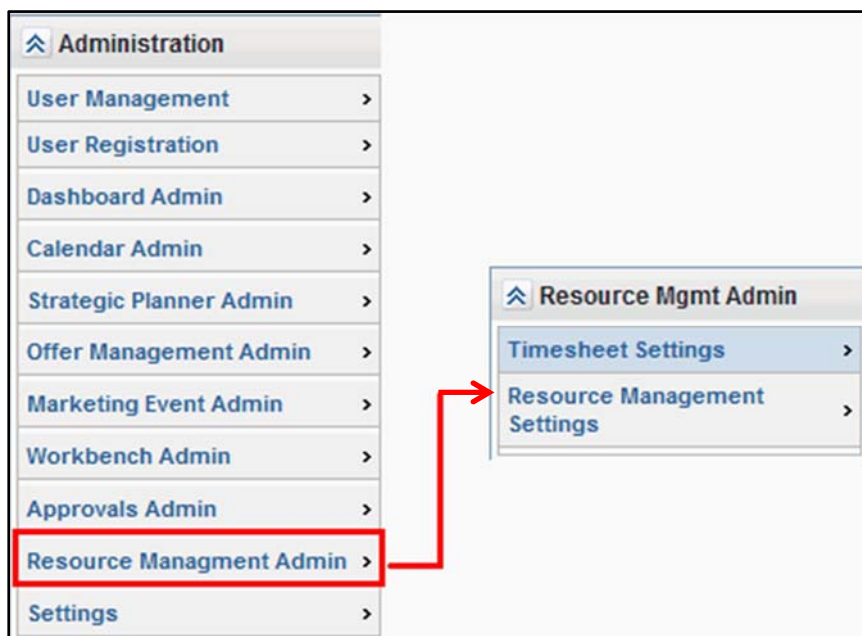 Administration
User Management
User Registration
Dashboard Admin
Calendar Admin
Strategic Planner Admin
Offer Management Admin
Marketing Event Admin
Workbench Admin
Approvals Admin
Resource Managment Admin
Settings
Resource Mgmt Admin
Timesheet Settings
Resource Management
Settings